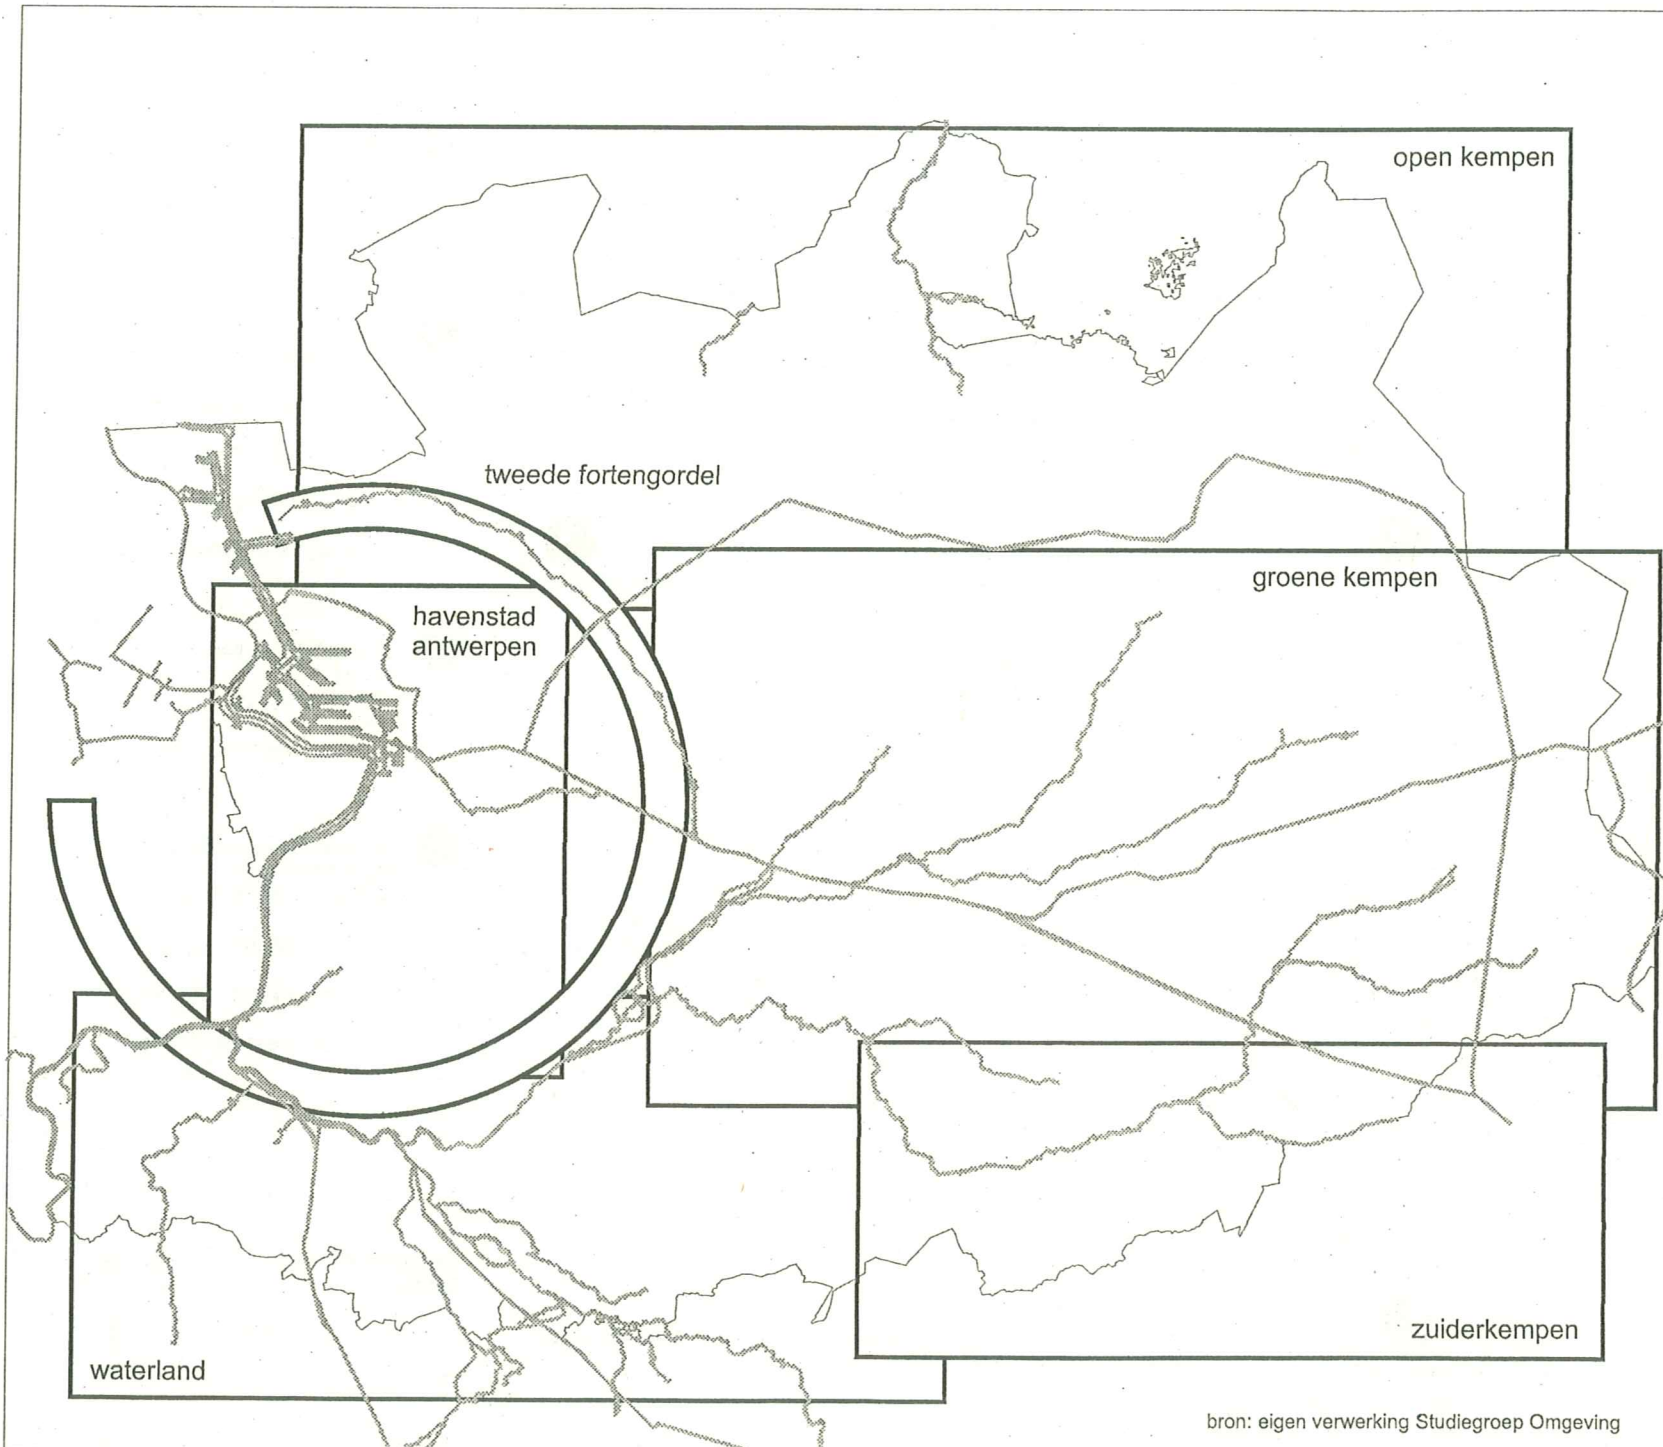 open kempen
tweede fortengordel
groene kempen
havenstad
antwerpen
zuiderkempen
waterland
bron: eigen verwerking Studiegroep Omgeving